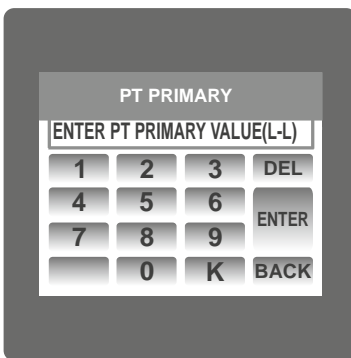 PT PRIMARY
ENTER PT PRIMARY VALUE(L-L)
1 2 3 DEL
4 5 6
ENTER
7 8 9
0 K BACK